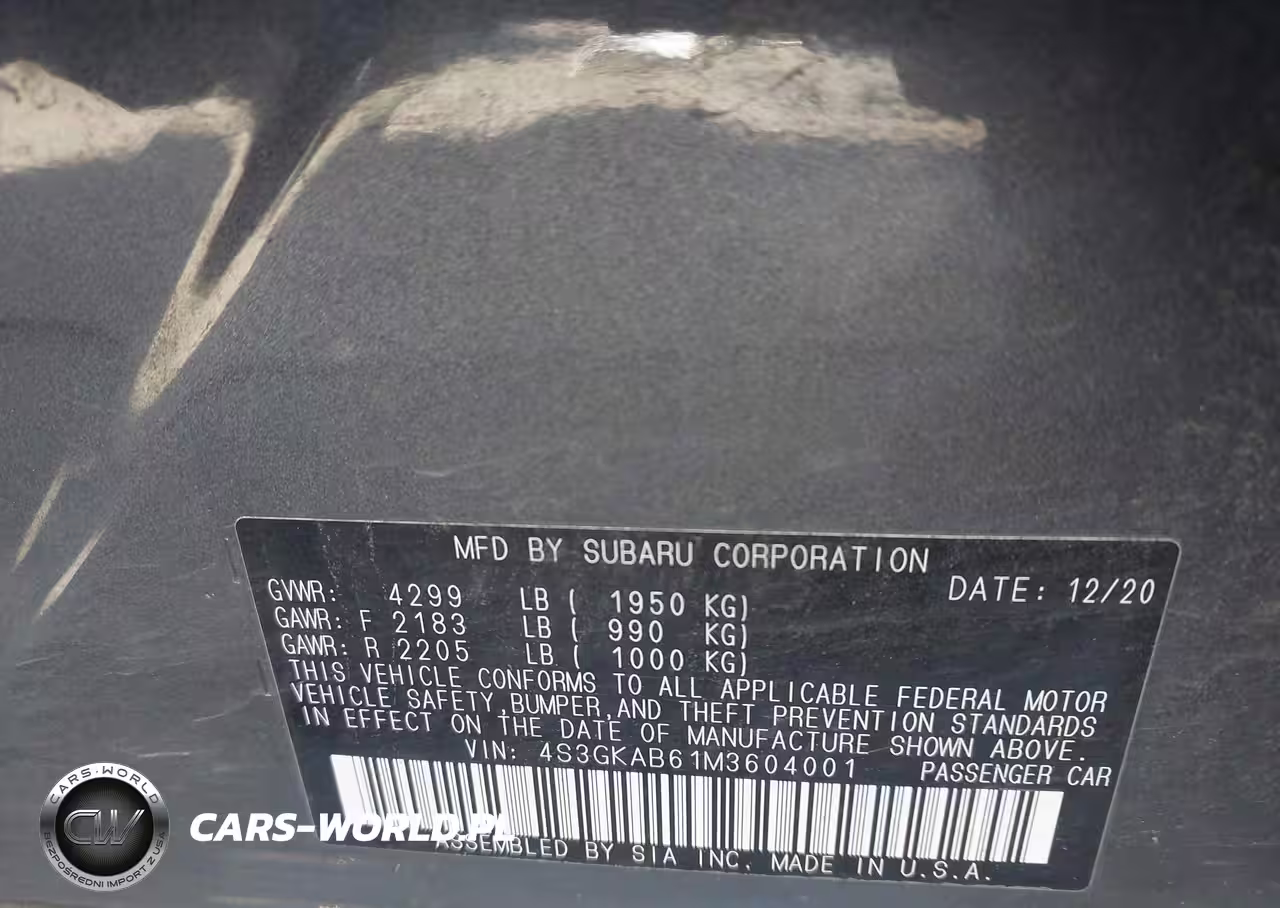 MFD BY SUBARU CORPORATION
DATE: 12/20
GVWR: 4299 LB ( 1950 KG)
GAWR: F 2183 LB ( 990 KG)
GAWR: R 2205 LB ( 1000 KG)
THIS VEHICLE CONFORMS TO ALL APPLICABLE FEDERAL MOTOR
VEHICLE SAFETY,BUMPER,AND THEFT PREVENTION STANDARDS
IN EFFECT ON THE DATE OF MANUFACTURE SHOWN ABOVE.
VIN: 4S3GKAB61M3604001 PASSENGER CAR
ASSEMBLED BY SIA INC. MADE IN U.S.A.
CARS-WORLD
CW
BEZPOŚREDNI IMPORT Z USA
CARS-WORLD.PL